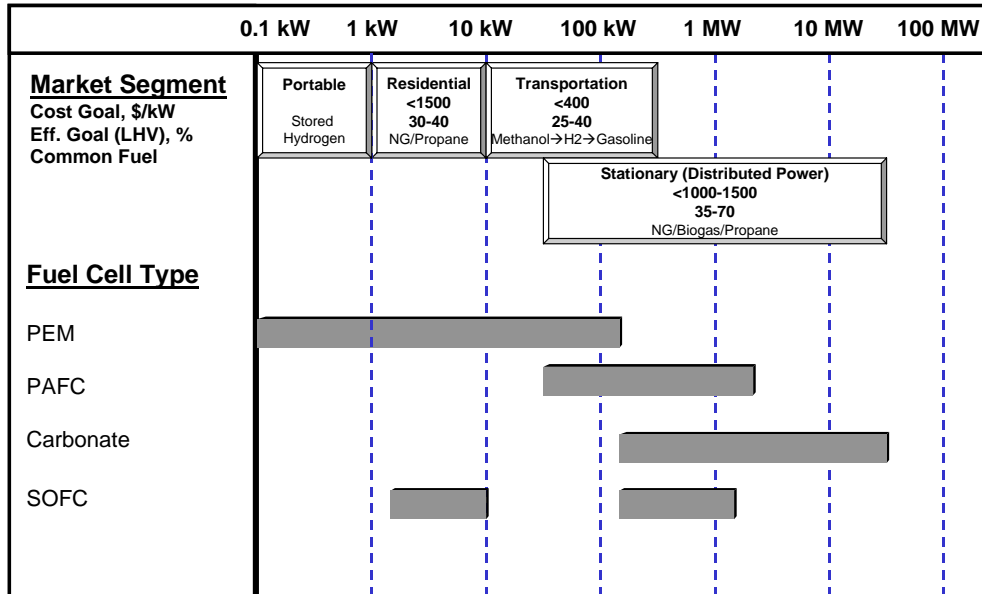 0.1 kW 1 kW 10 kW 100 kW 1 MW 10 MW 100 MW
Market Segment
Cost Goal, $/kW
Eff. Goal (LHV), %
Common Fuel
Portable
Stored
Hydrogen
Residential
<1500
30-40
NG/Propane
Transportation
<400
25-40
Methanol→H2→Gasoline
Stationary (Distributed Power)
<1000-1500
35-70
NG/Biogas/Propane
Fuel Cell Type
PEM
PAFC
Carbonate
SOFC